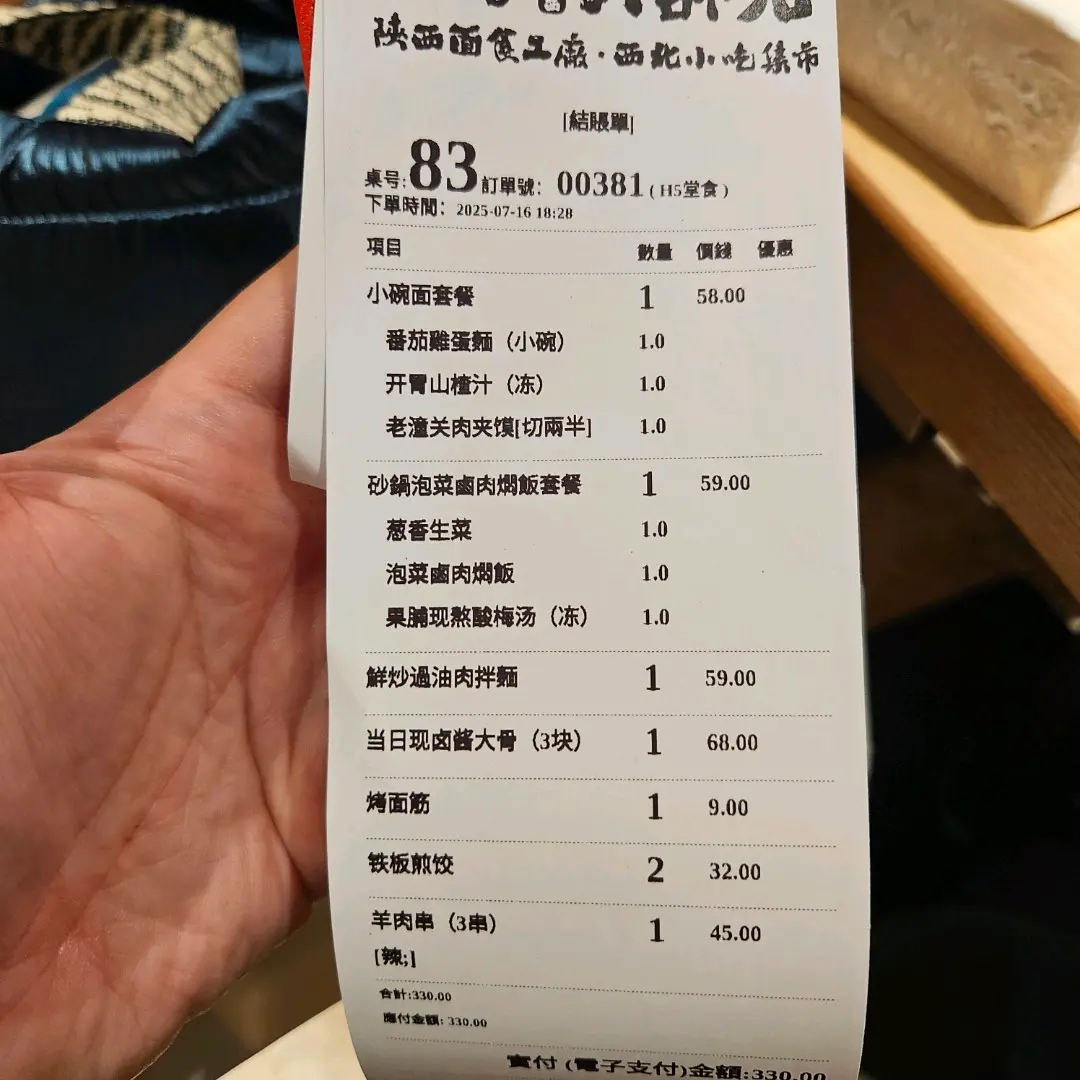 陕西面食工廠·西北小吃集市
[結賬單]
桌号:83 訂單號: 00381 (H5堂食)
下單時間: 2025-07-16 18:28
項目 數量 價錢 優惠
小碗面套餐 1 58.00
番茄雞蛋麵（小碗） 1.0
开胃山楂汁（冻） 1.0
老潼关肉夹馍[切兩半] 1.0
砂鍋泡菜鹵肉燜飯套餐 1 59.00
葱香生菜 1.0
泡菜鹵肉燜飯 1.0
果脯现熬酸梅汤（冻） 1.0
鮮炒過油肉拌麵 1 59.00
当日现卤酱大骨（3块） 1 68.00
烤面筋 1 9.00
铁板煎饺 2 32.00
羊肉串（3串） 1 45.00
[辣;]
合計:330.00
應付金額: 330.00
實付 (電子支付)金額:330.00